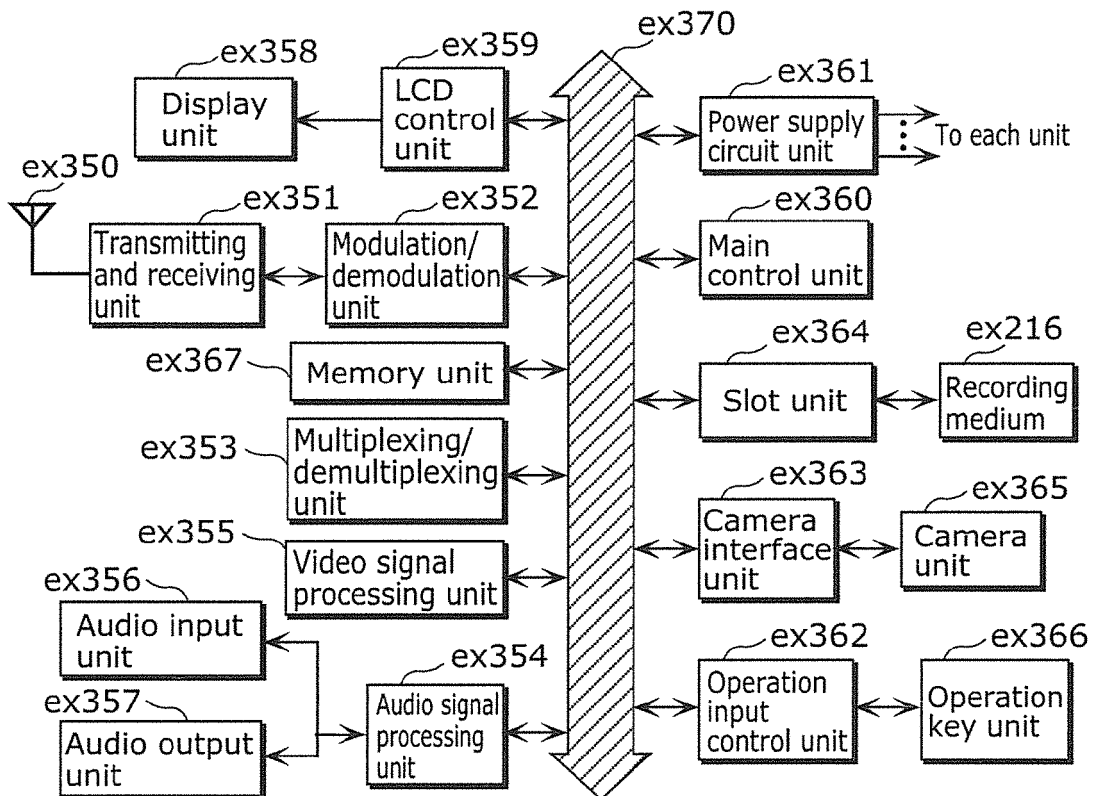 ex370
ex358
ex359
ex361
Display
unit
LCD
control
unit
Power supply
circuit unit
To each unit
ex350
ex351
ex352
ex360
Transmitting
and receiving
unit
Modulation/
demodulation
unit
Main
control unit
ex367
Memory unit
ex364
ex216
Slot unit
Recording
medium
ex353
Multiplexing/
demultiplexing
unit
ex363
ex365
Camera
interface
unit
Camera
unit
ex355
Video signal
processing unit
ex356
Audio input
unit
ex354
ex362
ex366
ex357
Audio output
unit
Audio signal
processing
unit
Operation
input
control unit
Operation
key unit